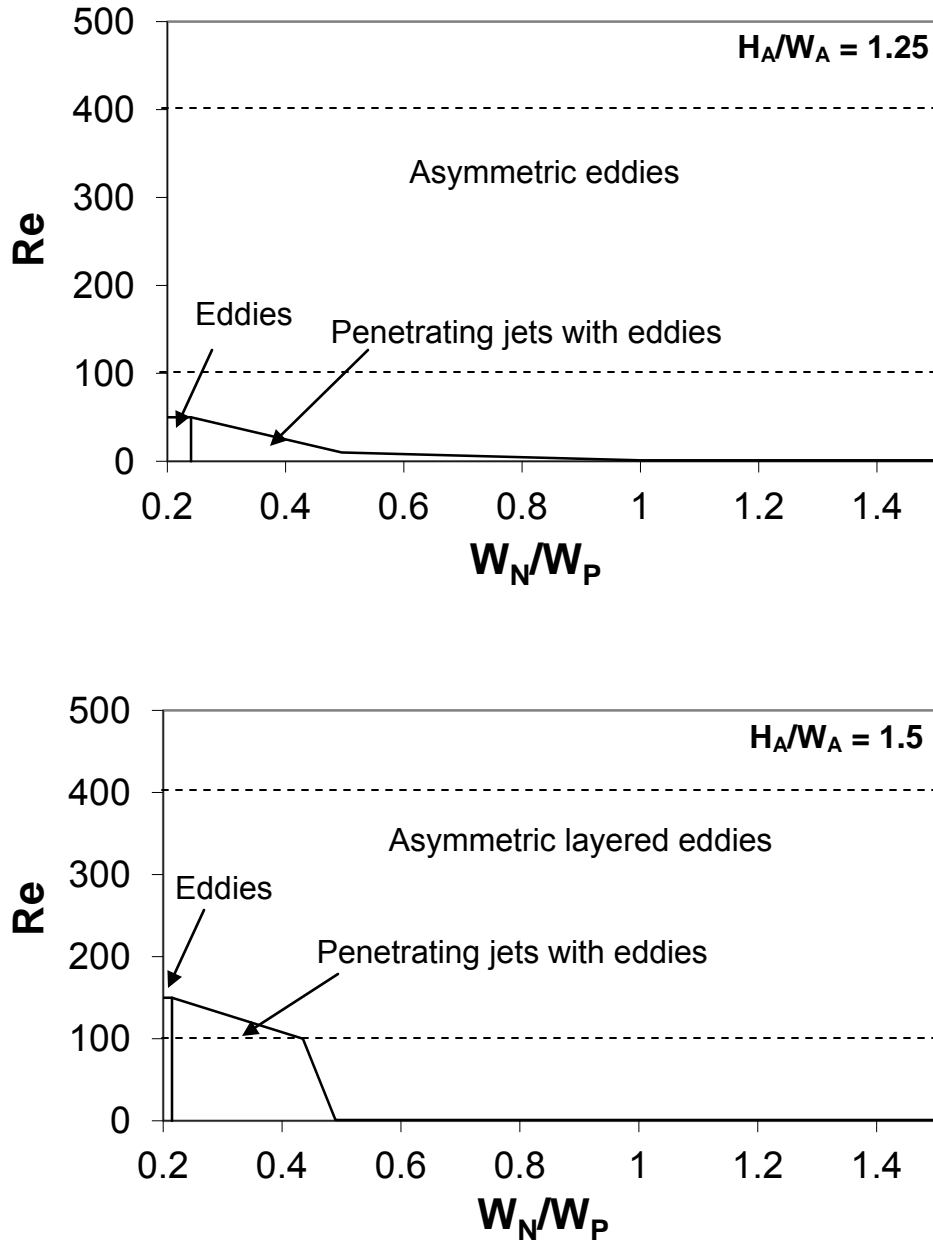 500
H_A/W_A = 1.25
400
Asymmetric eddies
300
Re
200
Eddies
Penetrating jets with eddies
100
0
0.2 0.4 0.6 0.8 1 1.2 1.4
W_N/W_P
500
H_A/W_A = 1.5
400
Asymmetric layered eddies
300
Re
Eddies
200
Penetrating jets with eddies
100
0
0.2 0.4 0.6 0.8 1 1.2 1.4
W_N/W_P